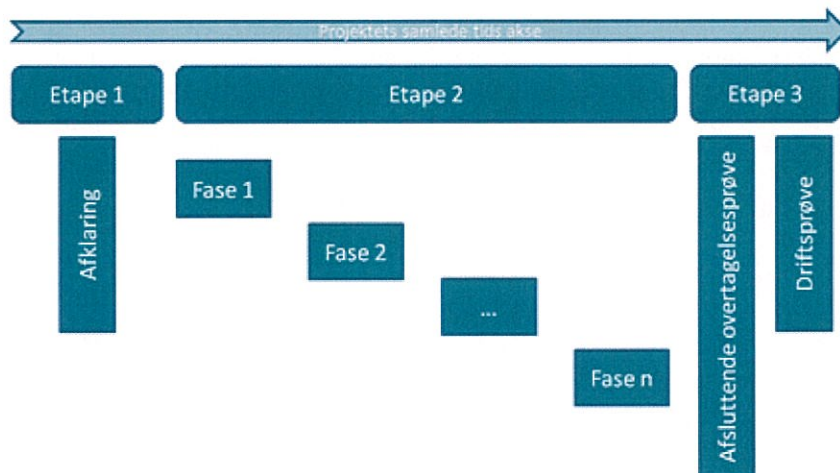 Projektets samlede tids akse
Etape 1
Etape 2
Etape 3
Afklaring
Fase 1
Fase 2
...
Fase n
Afsluttende overtagelsesprøve
Driftsprøve